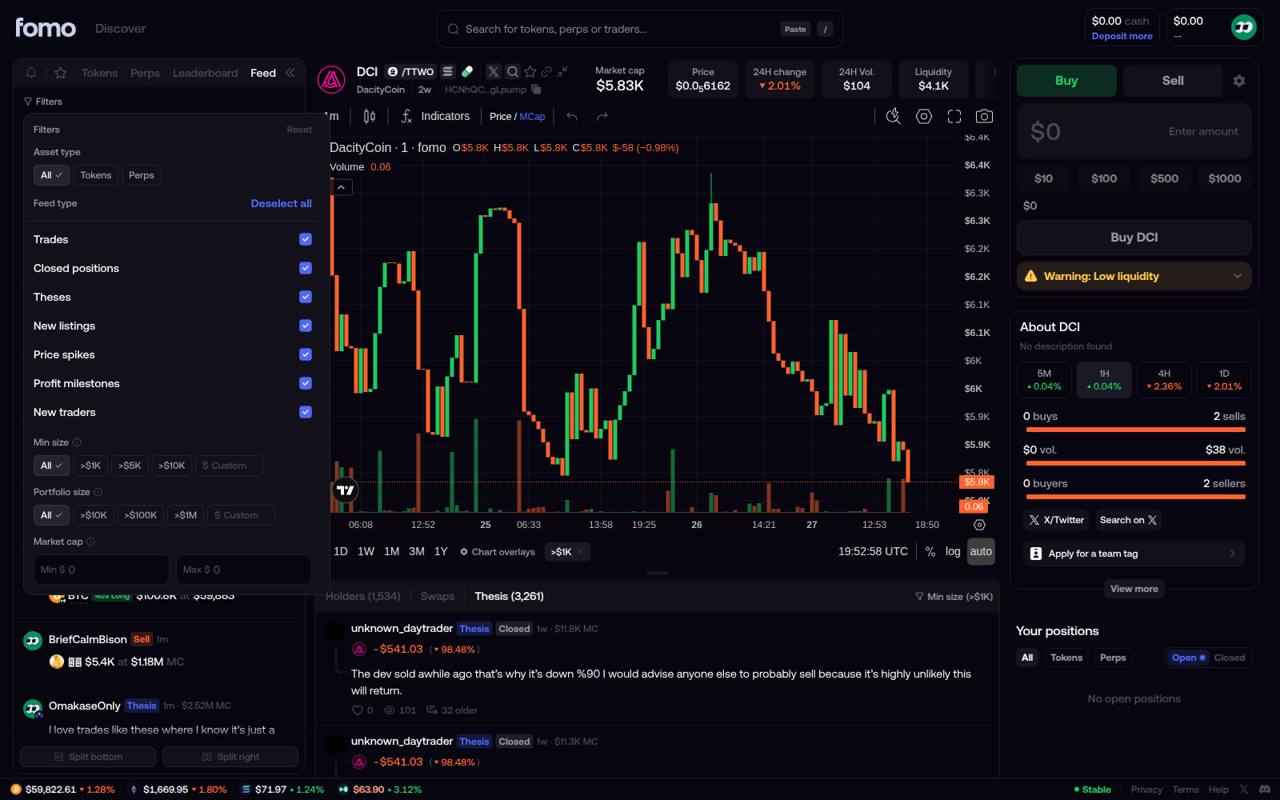 fomo
Discover
Search for tokens, perps or traders...
Paste
/
$0.00 cash
Deposit more
$0.00
--
Tokens
Perps
Leaderboard
Feed
Filters
Filters
Reset
Asset type
All
Tokens
Perps
Feed type
Deselect all
Trades
Closed positions
Theses
New listings
Price spikes
Profit milestones
New traders
Min size
All
>$1K
>$5K
>$10K
$ Custom
Portfolio size
All
>$10K
>$100K
>$1M
$ Custom
Market cap
Min $ 0
Max $ 0
BTC 40x Long $100.8K at $59,883
BriefCalmBison Sell 1m
$5.4K at $1.18M MC
OmakaseOnly Thesis 1m · $2.52M MC
I love trades like these where I know it's just a
Split bottom
Split right
DCI
/TTWO
DacityCoin
2w
HCNhQC...gLpump
Market cap
$5.83K
Price
$0.0₅6162
24H change
2.01%
24H Vol.
$104
Liquidity
$4.1K
1m
Indicators
Price / MCap
DacityCoin · 1 · fomo O$5.8K H$5.8K L$5.8K C$5.8K $-58 (−0.98%)
Volume 0.06
$6.4K
$6.4K
$6.3K
$6.3K
$6.2K
$6.2K
$6.1K
$6.1K
$6K
$6K
$5.9K
$5.9K
$5.8K
$5.8K
0.06
06:08
12:52
25
06:33
13:58
19:25
26
14:21
27
12:53
18:50
1D
1W
1M
3M
1Y
Chart overlays
>$1K
19:52:58 UTC
%
log
auto
Holders (1,534)
Swaps
Thesis (3,261)
Min size (>$1K)
unknown_daytrader Thesis Closed 1w · $11.8K MC
-$541.03 (98.48%)
The dev sold awhile ago that's why it's down %90 I would advise anyone else to probably sell because it's highly unlikely this
will return.
0
101
32 older
unknown_daytrader Thesis Closed 1w · $11.3K MC
-$541.03 (98.48%)
Buy
Sell
$0
Enter amount
$10
$100
$500
$1000
$0
Buy DCI
Warning: Low liquidity
About DCI
No description found
5M
0.04%
1H
0.04%
4H
2.36%
1D
2.01%
0 buys
2 sells
$0 vol.
$38 vol.
0 buyers
2 sellers
X/Twitter
Search on X
Apply for a team tag
View more
Your positions
All
Tokens
Perps
Open
Closed
No open positions
$59,822.61 1.28%
$1,669.95 1.80%
$71.97 1.24%
$63.90 3.12%
Stable
Privacy
Terms
Help